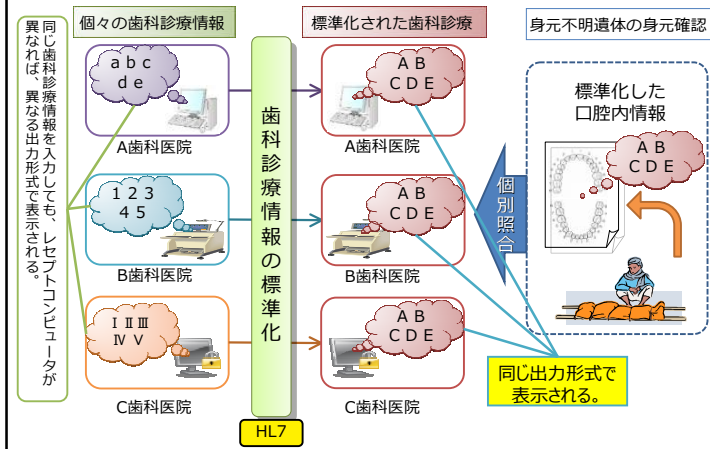 同じ歯科診療情報を入力しても、レセプトコンピュータが
異なれば、異なる出力形式で表示される。
個々の歯科診療情報
a b c
d e
A歯科医院
1 2 3
4 5
B歯科医院
Ⅰ Ⅱ Ⅲ
Ⅳ Ⅴ
C歯科医院
歯科診療情報の標準化
HL7
標準化された歯科診療
A B
C D E
A歯科医院
A B
C D E
B歯科医院
A B
C D E
C歯科医院
個別照合
身元不明遺体の身元確認
標準化した
口腔内情報
A B
C D E
同じ出力形式で
表示される。